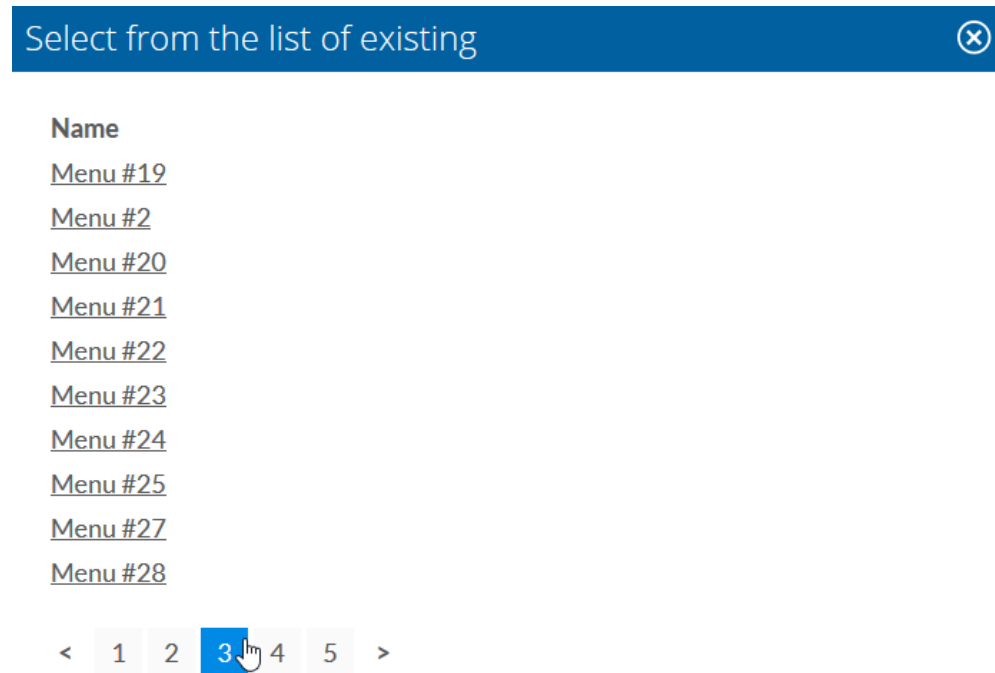 Select from the list of existing
Name
Menu #19
Menu #2
Menu #20
Menu #21
Menu #22
Menu #23
Menu #24
Menu #25
Menu #27
Menu #28
< 1 2 3 4 5 >